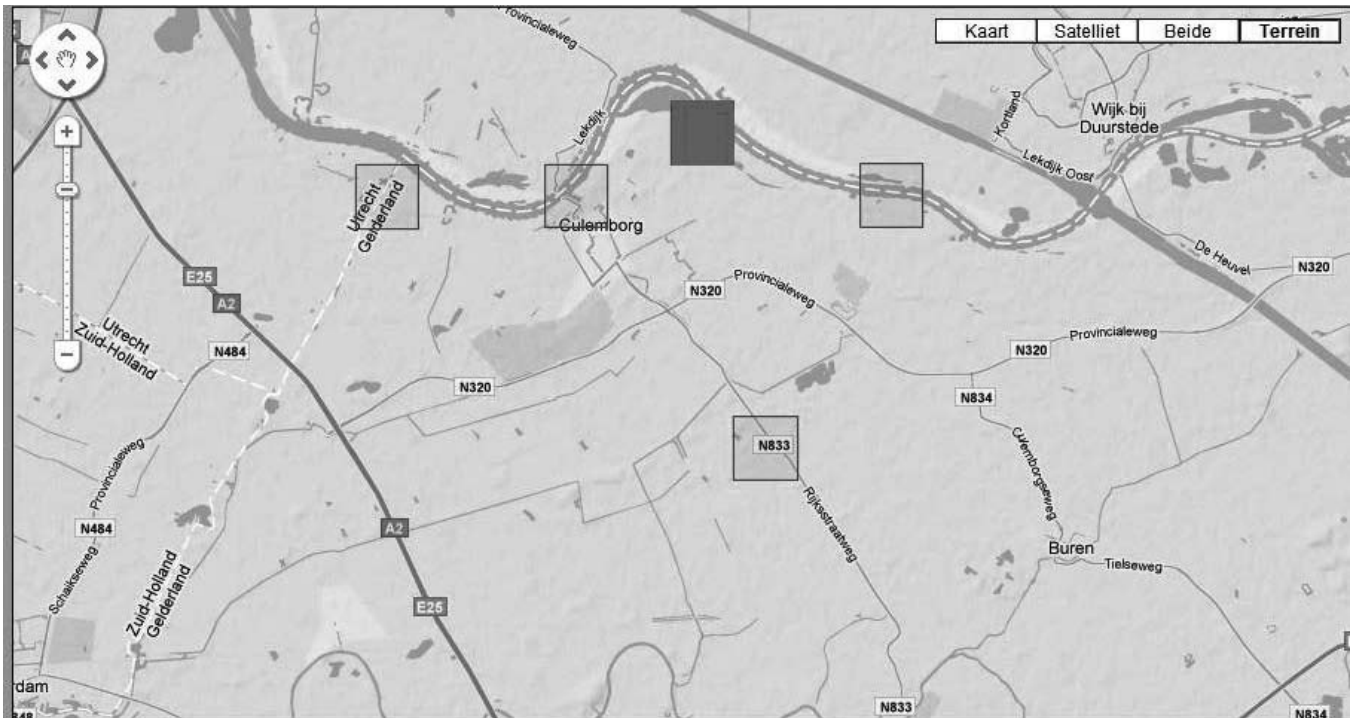 Provincialeweg
Kaart
Satelliet
Beide
Terrein
Lekdijk
Kortland
Wijk bij
Duurstede
Lekdijk Oost
Utrecht
Gelderland
Culemborg
De Heuvel
N320
E25
A2
N320
Provincialeweg
Utrecht
Zuid-Holland
N484
Provincialeweg
N320
N320
N834
Provincialeweg
N833
Culemborgseweg
N484
A2
Rijksstraatweg
Schaikseweg
Buren
Tielseweg
Zuid-Holland
Gelderland
E25
rdam
N833
N834